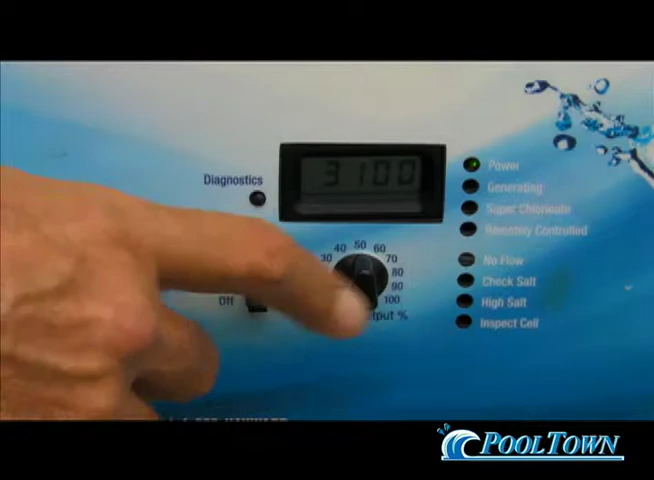 Diagnostics
3100
Power
Generating
Super Chlorinate
Remotely Controlled
No Flow
Check Salt
High Salt
Inspect Cell
30
40
50
60
70
80
90
100
Off
%
POOLTOWN